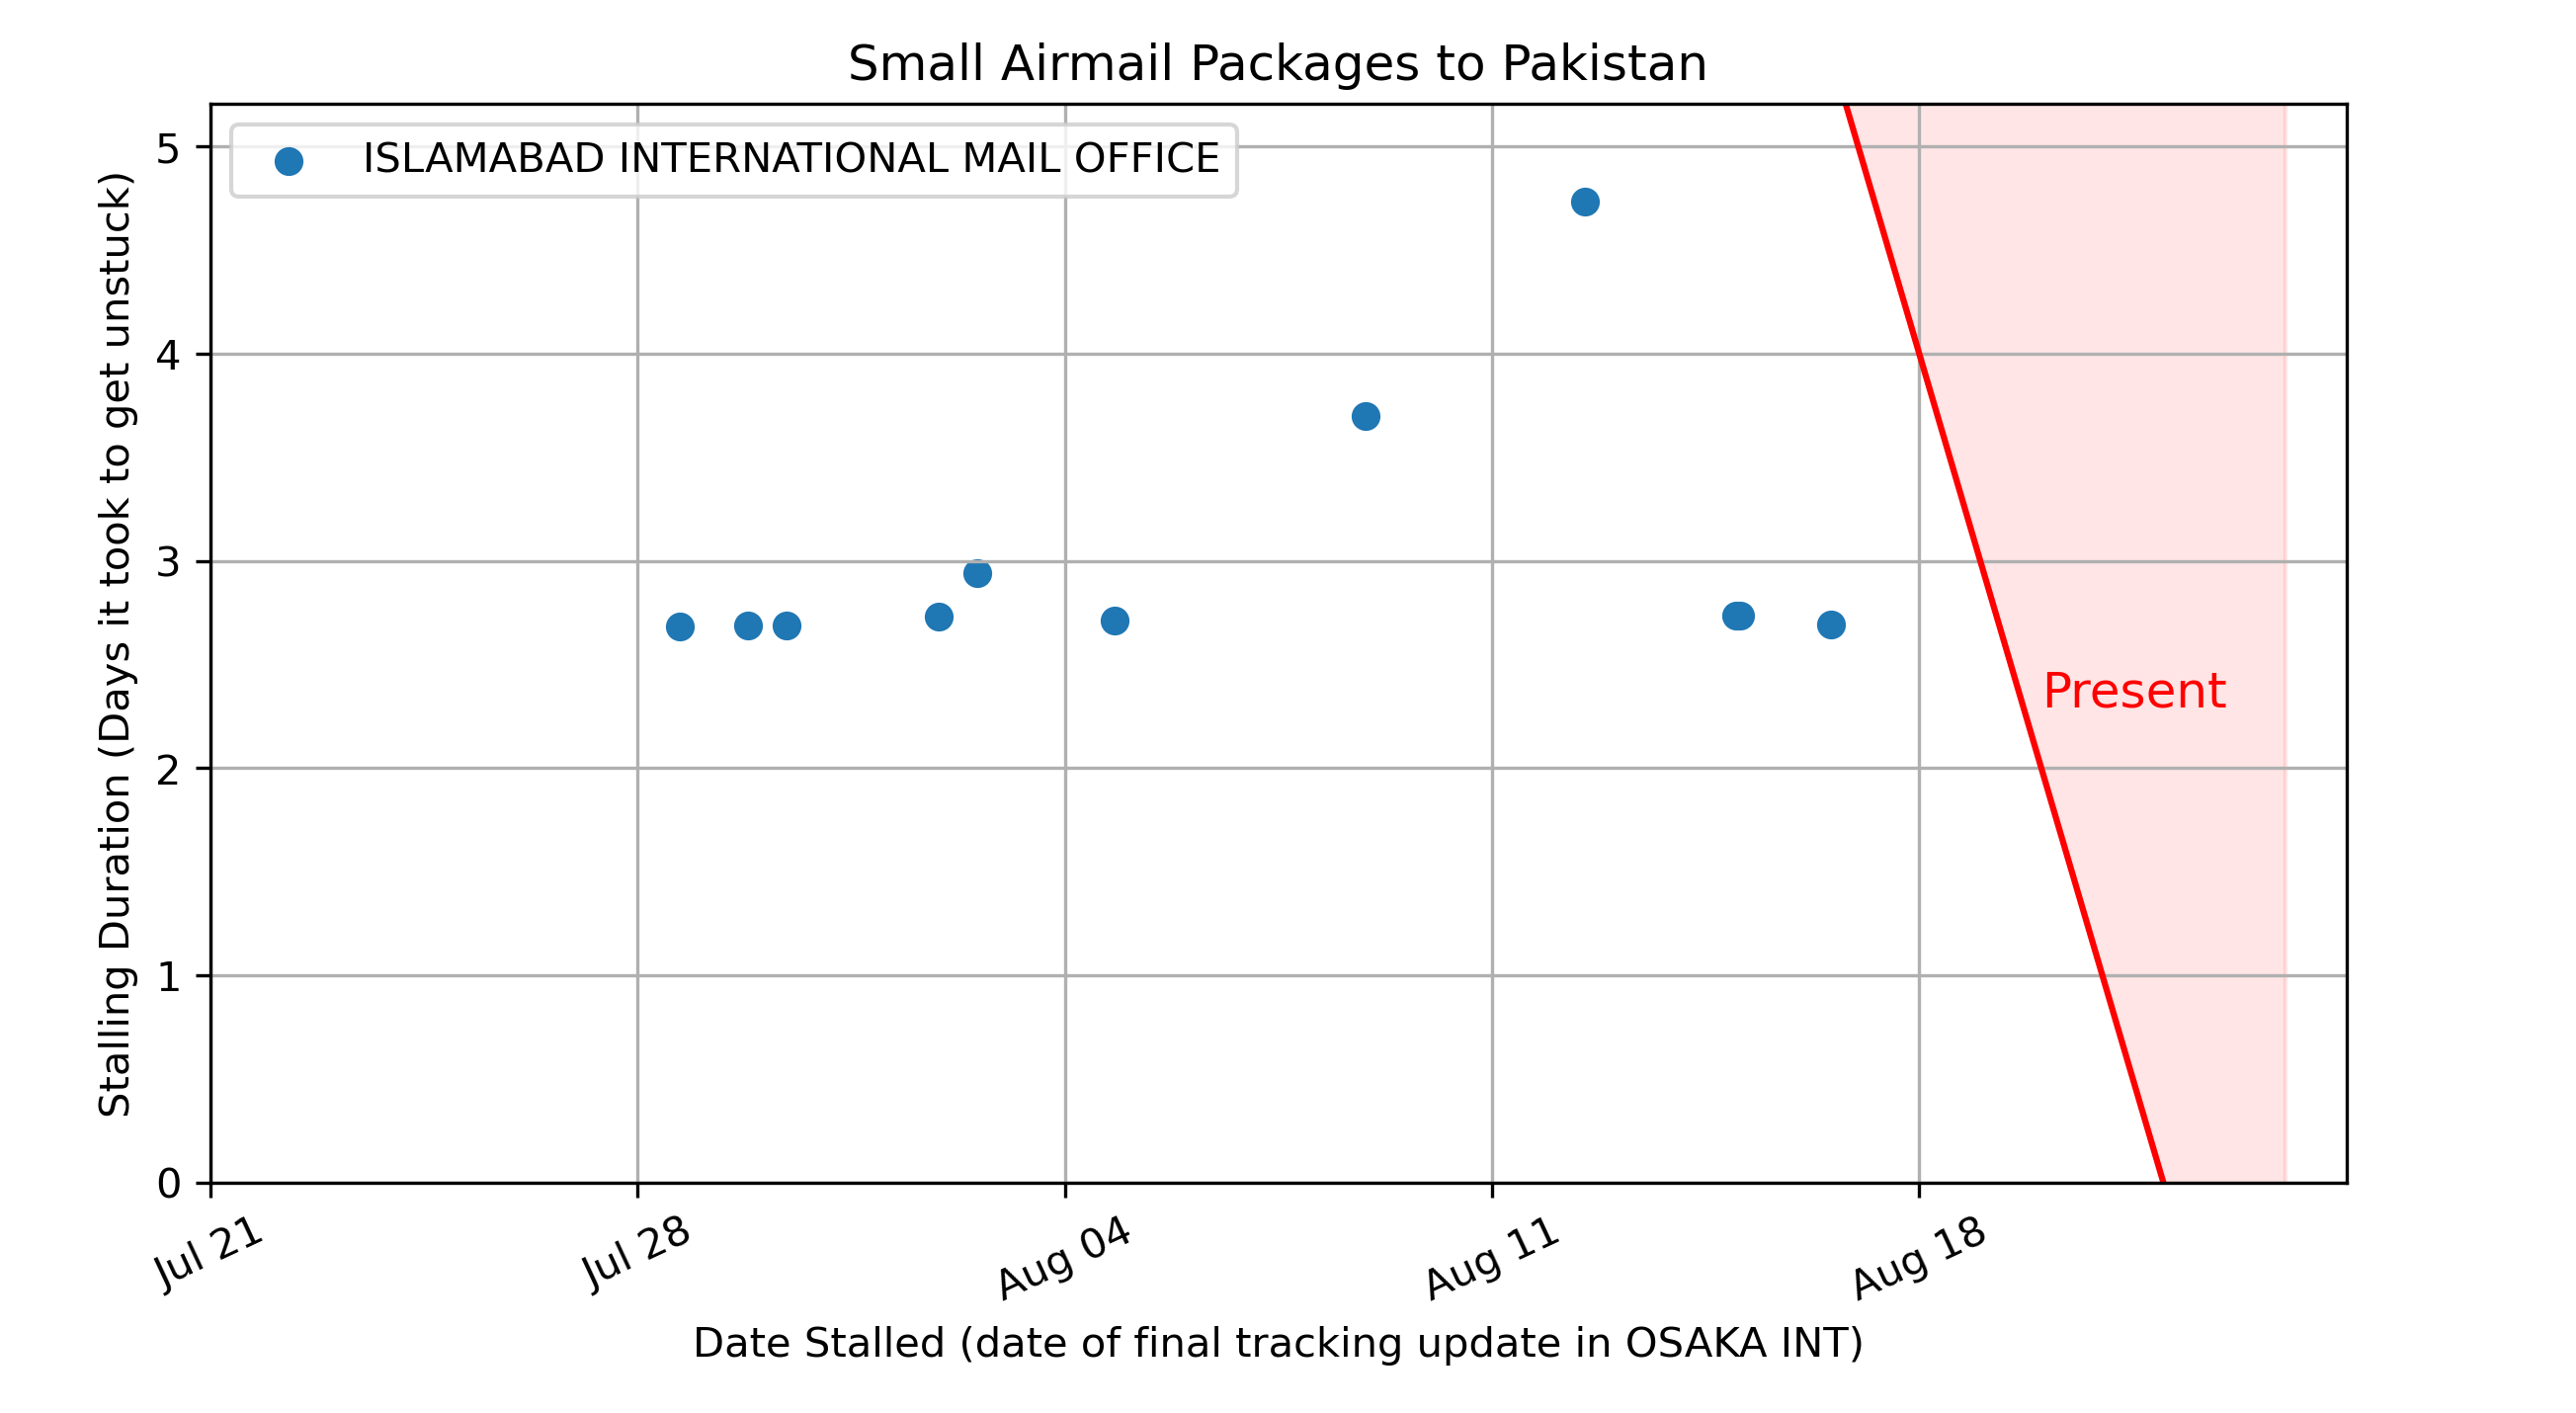 Small Airmail Packages to Pakistan
ISLAMABAD INTERNATIONAL MAIL OFFICE
Stalling Duration (Days it took to get unstuck)
5
4
3
2
1
0
Present
Jul 21
Jul 28
Aug 04
Aug 11
Aug 18
Date Stalled (date of final tracking update in OSAKA INT)